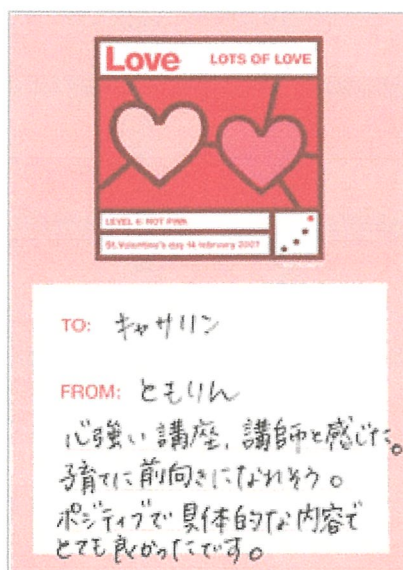 Love LOTS OF LOVE
LEVEL 4: HOT PINK
St.Valentine's day 14 february 2007
TO: キャサリン
FROM: ともりん
心強い講座、講師と感じた。
子育てに前向きになれそう。
ポジティブで具体的な内容で
とても良かったです。